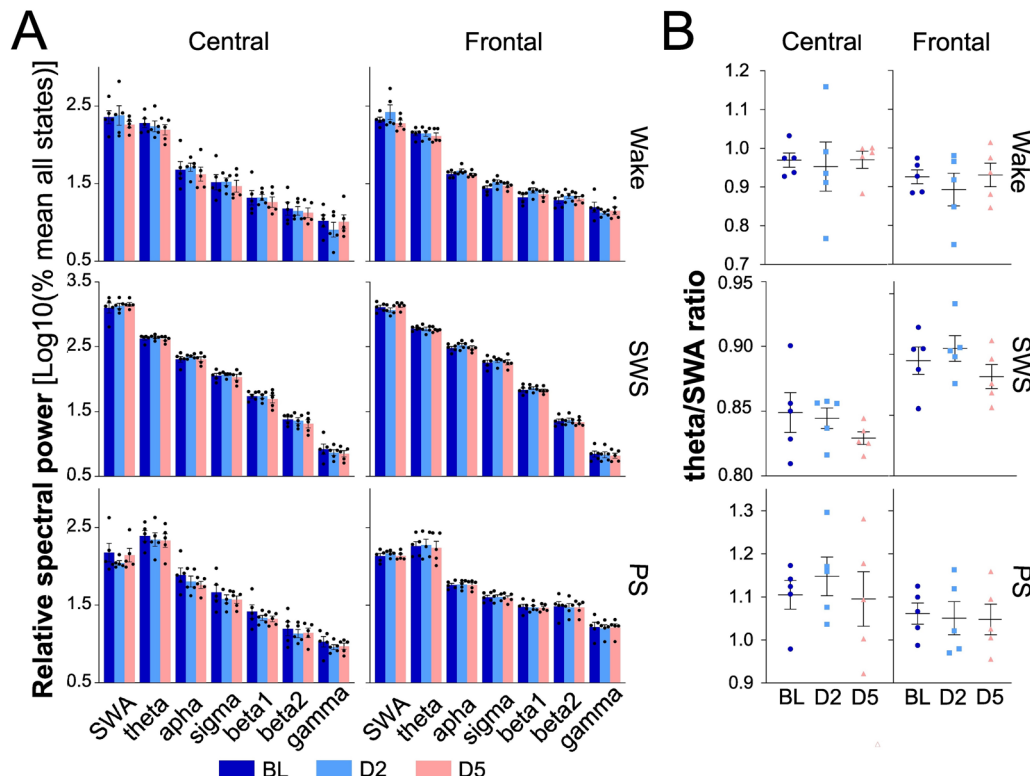 A
Central
Frontal
B
Central
Frontal
Relative spectral power [Log10(% mean all states)]
2.5
1.5
0.5
Wake
3.5
2.5
1.5
0.5
SWS
2.5
1.5
0.5
PS
SWA
theta
apha
sigma
beta1
beta2
gamma
SWA
theta
apha
sigma
beta1
beta2
gamma
BL
D2
D5
theta/SWA ratio
1.2
1.1
1.0
0.9
0.8
0.7
Wake
0.95
0.90
0.85
0.80
SWS
1.3
1.2
1.1
1.0
0.9
PS
BL D2 D5
BL D2 D5